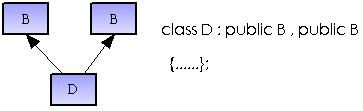 B B
class D : public B , public B
{......};
D